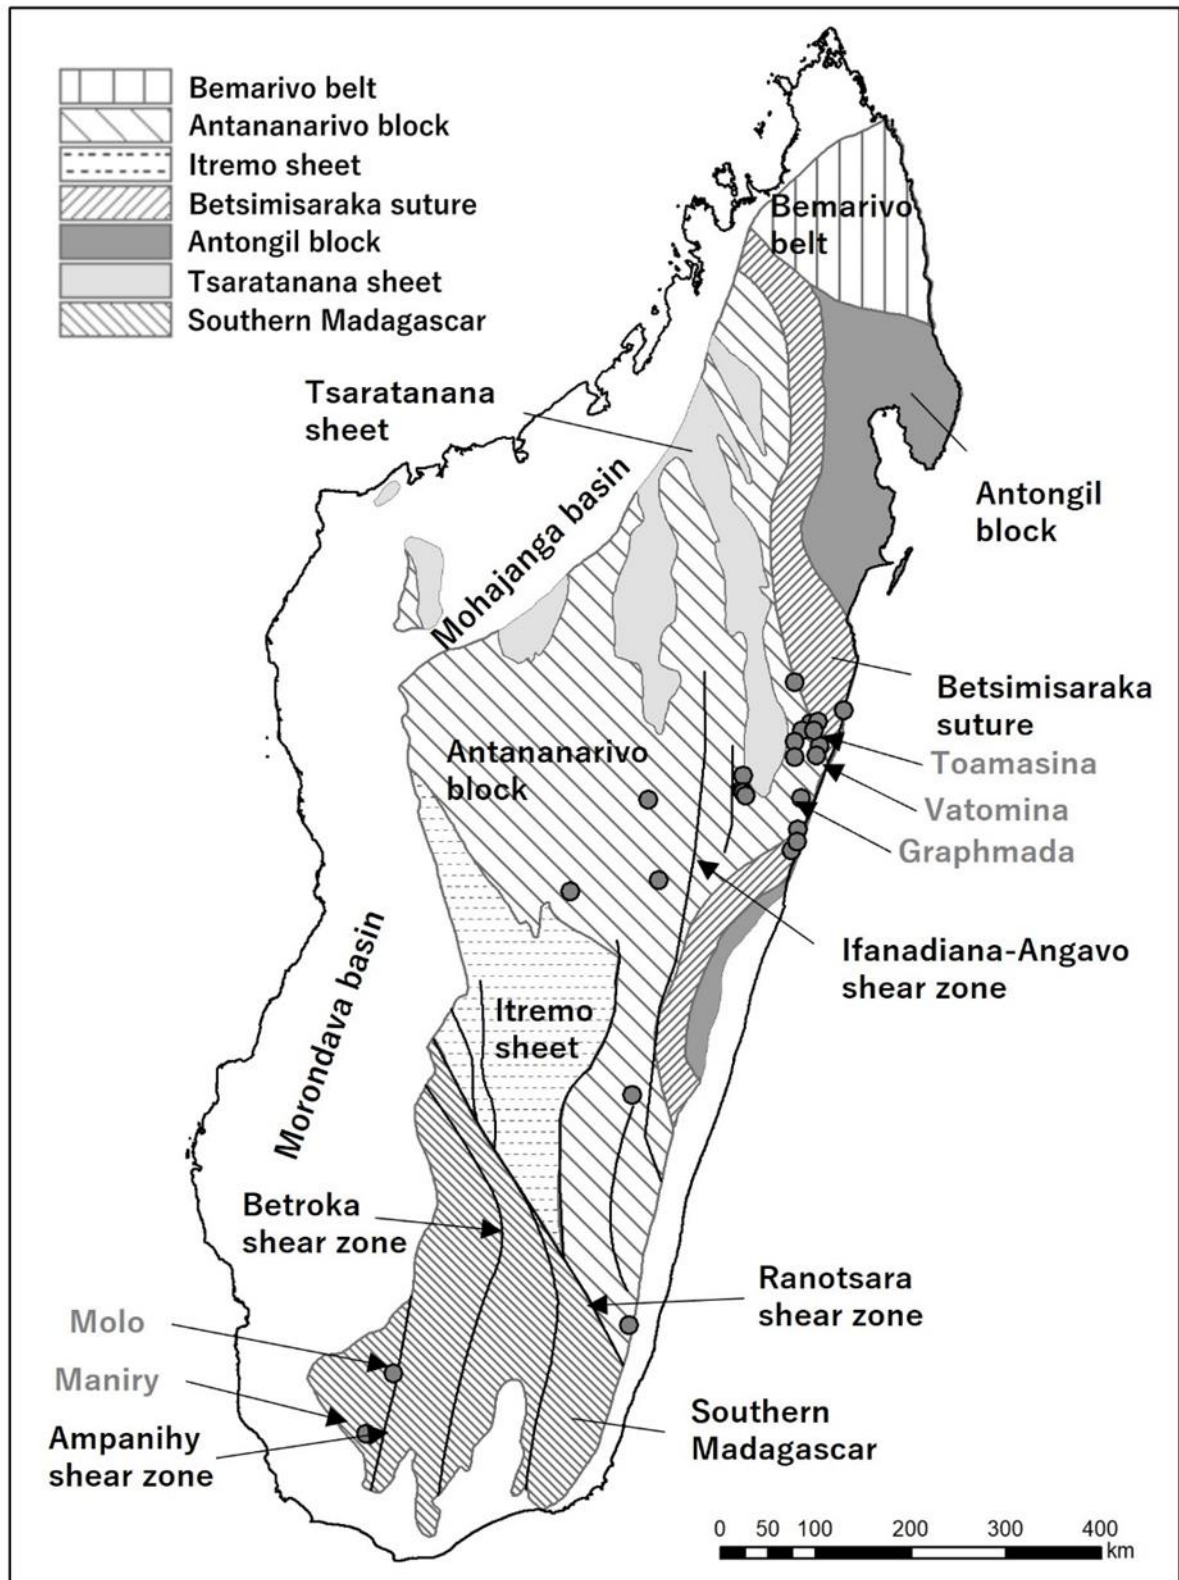 Bemarivo belt
Antananarivo block
Itremo sheet
Betsimisaraka suture
Antongil block
Tsaratanana sheet
Southern Madagascar
Bemarivo
belt
Tsaratanana
sheet
Mohajanga basin
Antongil
block
Betsimisaraka
suture
Antananarivo
block
Toamasina
Vatomina
Graphmada
Morondava basin
Ifanadiana-Angavo
shear zone
Itremo
sheet
Betroka
shear zone
Ranotsara
shear zone
Molo
Maniry
Ampanihy
shear zone
Southern
Madagascar
0 50 100 200 300 400
km